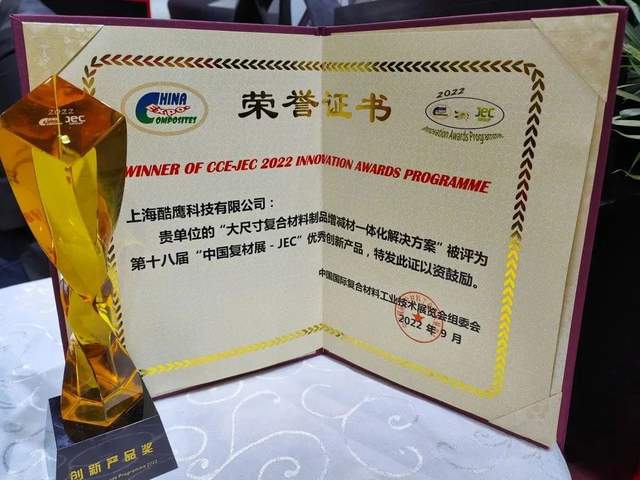 2022
JEC
CHINA
EXPO
COMPOSITES
荣誉证书
2022
JEC
Innovation Awards Programme
WINNER OF CCE-JEC 2022 INNOVATION AWARDS PROGRAMME
上海酷鹰科技有限公司：
贵单位的“大尺寸复合材料制品增减材一体化解决方案”被评为
第十八届“中国复材展－JEC”优秀创新产品，特发此证以资鼓励。
中国国际复合材料工业技术展览会组委会
2022 年 9 月
创新产品奖
Programme 2022